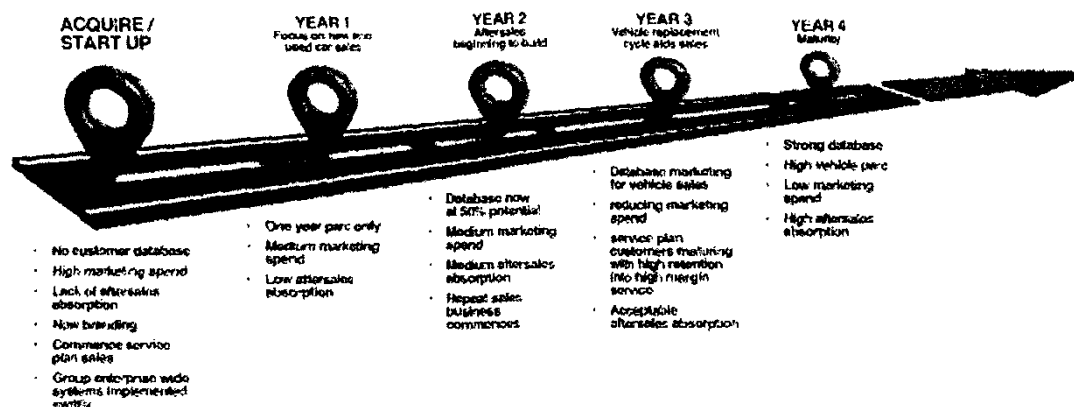 ACQUIRE /
START UP
No customer database
High marketing spend
Lack of aftersales
absorption
New branding
Commence service
plan sales
Group enterprise wide
systems implemented
YEAR 1
Focus on new and
used car sales
One year parc only
Medium marketing
spend
Low aftersales
absorption
YEAR 2
Aftersales
beginning to build
Database now
at 50% potential
Medium marketing
spend
Medium aftersales
absorption
Repeat sales
business
commences
YEAR 3
Vehicle replacement
cycle aids sales
Database marketing
for vehicle sales
reducing marketing
spend
service plan
customers maturing
with high retention
into high margin
service
Acceptable
aftersales absorption
YEAR 4
Maturity
Strong database
High vehicle parc
Low marketing
spend
High aftersales
absorption